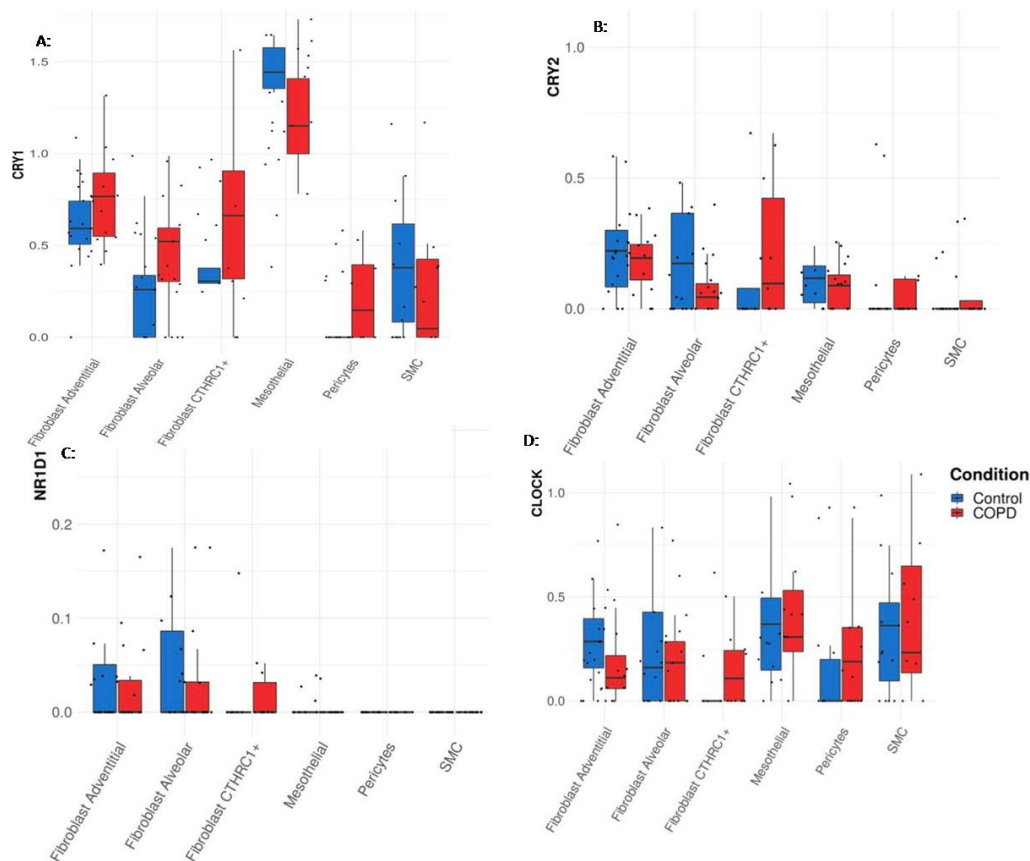 A:
CRY1
1.5
1.0
0.5
0.0
Fibroblast Adventitial
Fibroblast Alveolar
Fibroblast CTHRC1+
Mesothelial
Pericytes
SMC
B:
CRY2
1.0
0.5
0.0
Fibroblast Adventitial
Fibroblast Alveolar
Fibroblast CTHRC1+
Mesothelial
Pericytes
SMC
C:
NR1D1
0.2
0.1
0.0
Fibroblast Adventitial
Fibroblast Alveolar
Fibroblast CTHRC1+
Mesothelial
Pericytes
SMC
D:
CLOCK
1.0
0.5
0.0
Fibroblast Adventitial
Fibroblast Alveolar
Fibroblast CTHRC1+
Mesothelial
Pericytes
SMC
Condition
Control
COPD